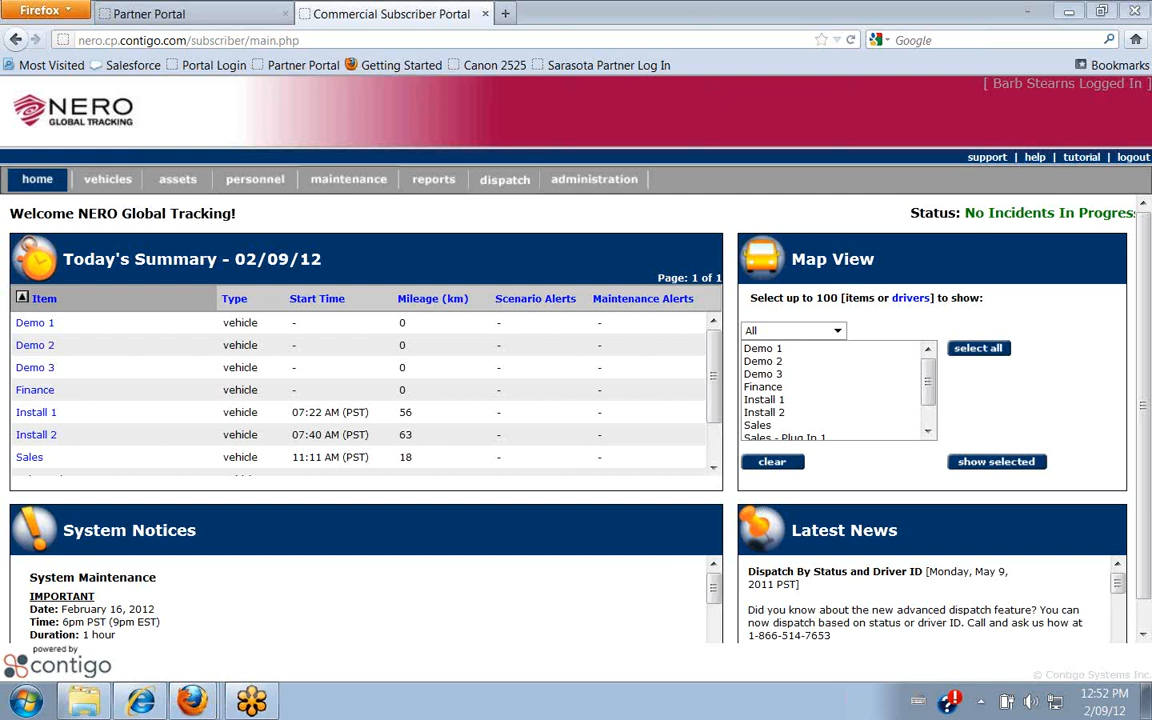 Firefox
Partner Portal
Commercial Subscriber Portal
nero.cp.contigo.com/subscriber/main.php
Google
Most Visited
Salesforce
Portal Login
Partner Portal
Getting Started
Canon 2525
Sarasota Partner Log In
Bookmarks
[ Barb Stearns Logged In ]
NERO
GLOBAL TRACKING
support | help | tutorial | logout
home
vehicles
assets
personnel
maintenance
reports
dispatch
administration
Welcome NERO Global Tracking!
Status: No Incidents In Progres
Today's Summary - 02/09/12
Page: 1 of 1
Item Type Start Time Mileage (km) Scenario Alerts Maintenance Alerts
Demo 1 vehicle - 0 - -
Demo 2 vehicle - 0 - -
Demo 3 vehicle - 0 - -
Finance vehicle - 0 - -
Install 1 vehicle 07:22 AM (PST) 56 - -
Install 2 vehicle 07:40 AM (PST) 63 - -
Sales vehicle 11:11 AM (PST) 18 - -
Map View
Select up to 100 [items or drivers] to show:
All
Demo 1
Demo 2
Demo 3
Finance
Install 1
Install 2
Sales
Sales - Plug In 1
select all
clear
show selected
System Notices
System Maintenance
IMPORTANT
Date: February 16, 2012
Time: 6pm PST (9pm EST)
Duration: 1 hour
Latest News
Dispatch By Status and Driver ID [Monday, May 9,
2011 PST]
Did you know about the new advanced dispatch feature? You can
now dispatch based on status or driver ID. Call and ask us how at
1-866-514-7653
powered by
contigo
© Contigo Systems Inc.
12:52 PM
2/09/12